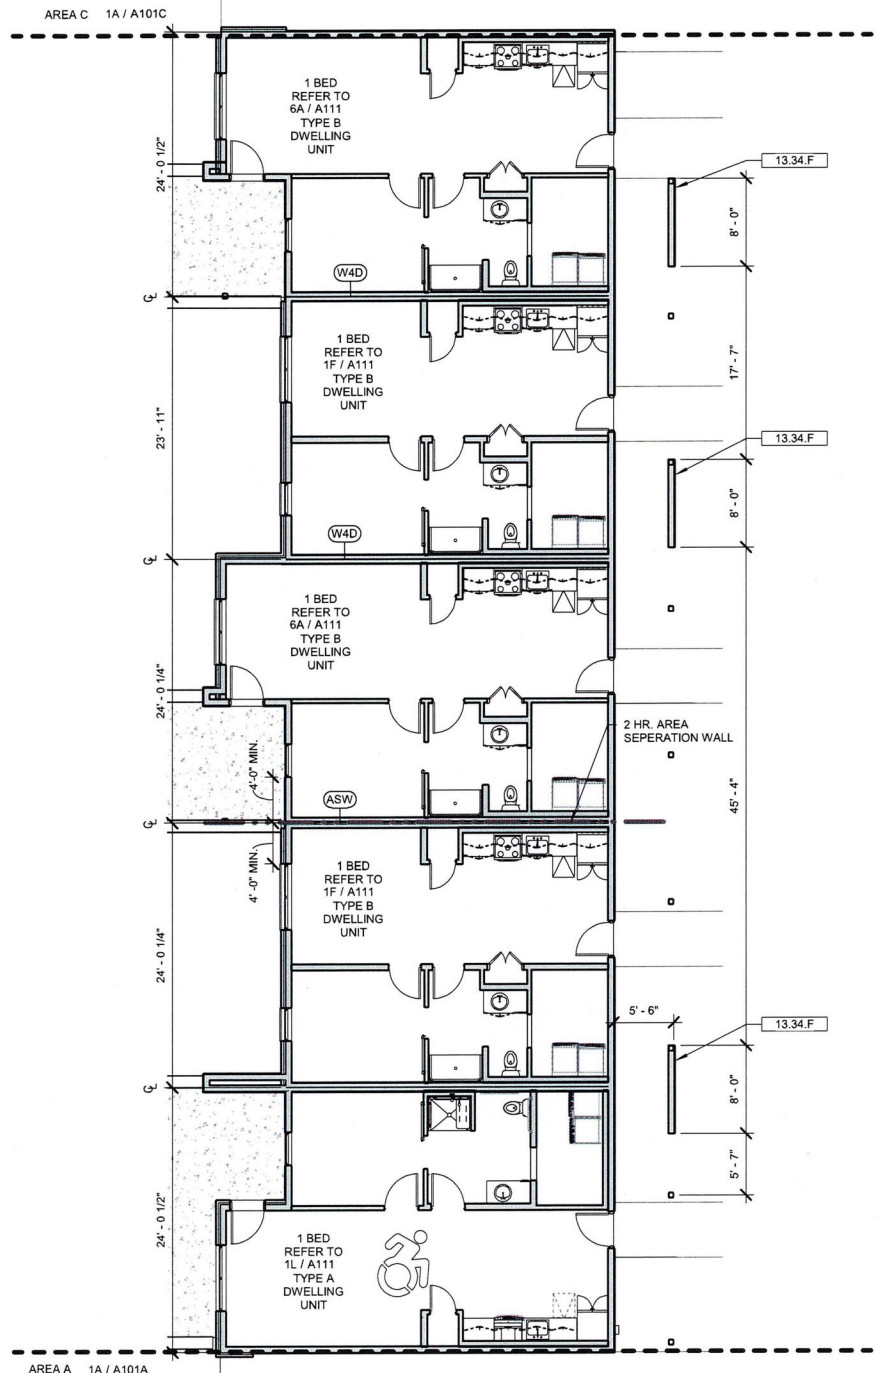 AREA C 1A / A101C
1 BED
REFER TO
6A / A111
TYPE B
DWELLING
UNIT
24' - 0 1/2"
13.34.F
8' - 0"
W4D
℄
1 BED
REFER TO
1F / A111
TYPE B
DWELLING
UNIT
17' - 7"
23' - 11"
13.34.F
8' - 0"
W4D
℄
1 BED
REFER TO
6A / A111
TYPE B
DWELLING
UNIT
24' - 0 1/4"
2 HR. AREA
SEPERATION WALL
4'-0" MIN.
ASW
45' - 4"
℄
4' -0" MIN.
1 BED
REFER TO
1F / A111
TYPE B
DWELLING
UNIT
24' - 0 1/4"
5' - 6"
13.34.F
8' - 0"
℄
5' - 7"
24' - 0 1/2"
1 BED
REFER TO
1L / A111
TYPE A
DWELLING
UNIT
AREA A 1A / A101A